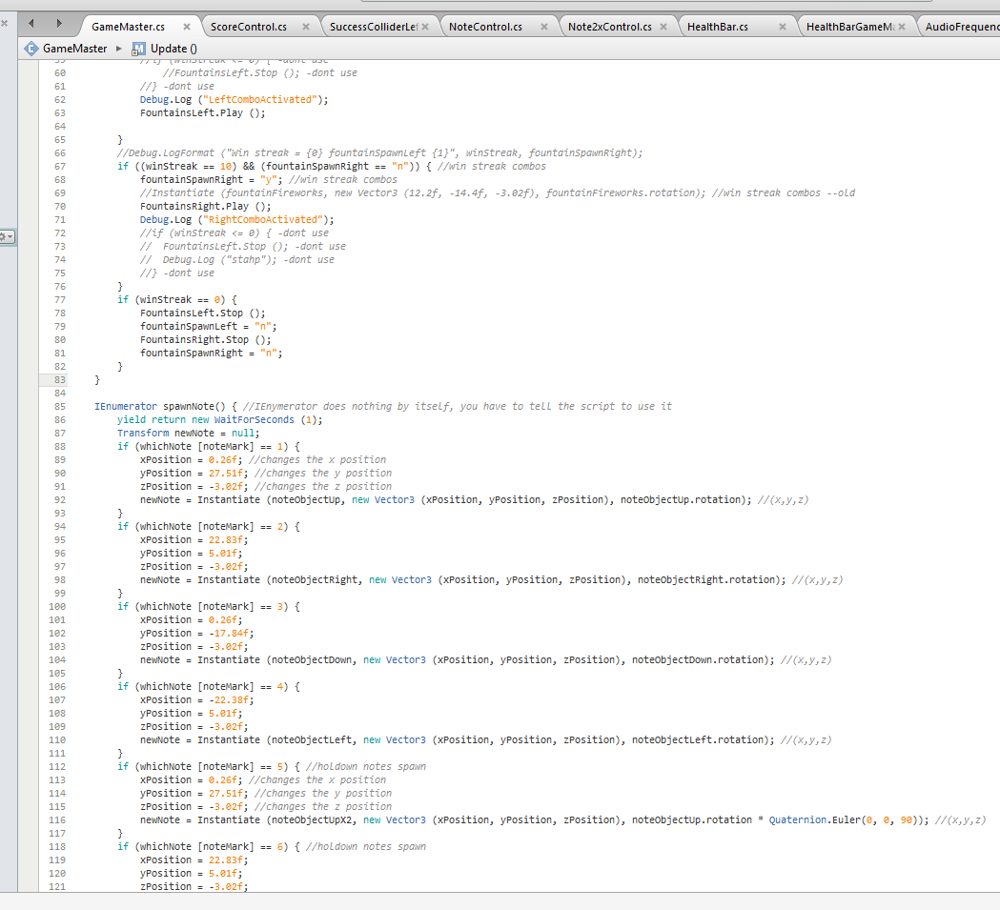 GameMaster.cs × ScoreControl.cs × SuccessColliderLef × NoteControl.cs × Note2xControl.cs × HealthBar.cs × HealthBarGameMa × AudioFrequenc
GameMaster ▸ Update ()
59 //if (winStreak <= 0) { -dont use
60 //FountainsLeft.Stop (); -dont use
61 //} -dont use
62 Debug.Log ("LeftComboActivated");
63 FountainsLeft.Play ();
64
65 }
66 //Debug.LogFormat ("Win streak = {0} fountainSpawnLeft {1}", winStreak, fountainSpawnRight);
67 if ((winStreak == 10) && (fountainSpawnRight == "n")) { //win streak combos
68 fountainSpawnRight = "y"; //win streak combos
69 //Instantiate (fountainFireworks, new Vector3 (12.2f, -14.4f, -3.02f), fountainFireworks.rotation); //win streak combos --old
70 FountainsRight.Play ();
71 Debug.Log ("RightComboActivated");
72 //if (winStreak <= 0) { -dont use
73 // FountainsLeft.Stop (); -dont use
74 // Debug.Log ("stahp"); -dont use
75 //} -dont use
76 }
77 if (winStreak == 0) {
78 FountainsLeft.Stop ();
79 fountainSpawnLeft = "n";
80 FountainsRight.Stop ();
81 fountainSpawnRight = "n";
82 }
83 }
84
85 IEnumerator spawnNote() { //IEnymerator does nothing by itself, you have to tell the script to use it
86 yield return new WaitForSeconds (1);
87 Transform newNote = null;
88 if (whichNote [noteMark] == 1) {
89 xPosition = 0.26f; //changes the x position
90 yPosition = 27.51f; //changes the y position
91 zPosition = -3.02f; //changes the z position
92 newNote = Instantiate (noteObjectUp, new Vector3 (xPosition, yPosition, zPosition), noteObjectUp.rotation); //(x,y,z)
93 }
94 if (whichNote [noteMark] == 2) {
95 xPosition = 22.83f;
96 yPosition = 5.01f;
97 zPosition = -3.02f;
98 newNote = Instantiate (noteObjectRight, new Vector3 (xPosition, yPosition, zPosition), noteObjectRight.rotation); //(x,y,z)
99 }
100 if (whichNote [noteMark] == 3) {
101 xPosition = 0.26f;
102 yPosition = -17.84f;
103 zPosition = -3.02f;
104 newNote = Instantiate (noteObjectDown, new Vector3 (xPosition, yPosition, zPosition), noteObjectDown.rotation); //(x,y,z)
105 }
106 if (whichNote [noteMark] == 4) {
107 xPosition = -22.38f;
108 yPosition = 5.01f;
109 zPosition = -3.02f;
110 newNote = Instantiate (noteObjectLeft, new Vector3 (xPosition, yPosition, zPosition), noteObjectLeft.rotation); //(x,y,z)
111 }
112 if (whichNote [noteMark] == 5) { //holdown notes spawn
113 xPosition = 0.26f; //changes the x position
114 yPosition = 27.51f; //changes the y position
115 zPosition = -3.02f; //changes the z position
116 newNote = Instantiate (noteObjectUpX2, new Vector3 (xPosition, yPosition, zPosition), noteObjectUp.rotation * Quaternion.Euler(0, 0, 90)); //(x,y,z)
117 }
118 if (whichNote [noteMark] == 6) { //holdown notes spawn
119 xPosition = 22.83f;
120 yPosition = 5.01f;
121 zPosition = -3.02f;